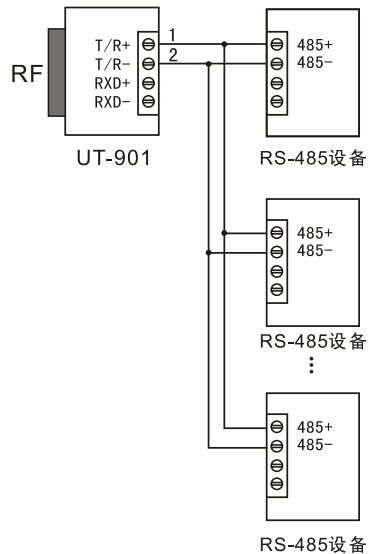 T/R+ 1 485+
RF T/R- 2 485-
RXD+
RXD-
UT-901 RS-485设备
485+
485-
RS-485设备
485+
485-
RS-485设备